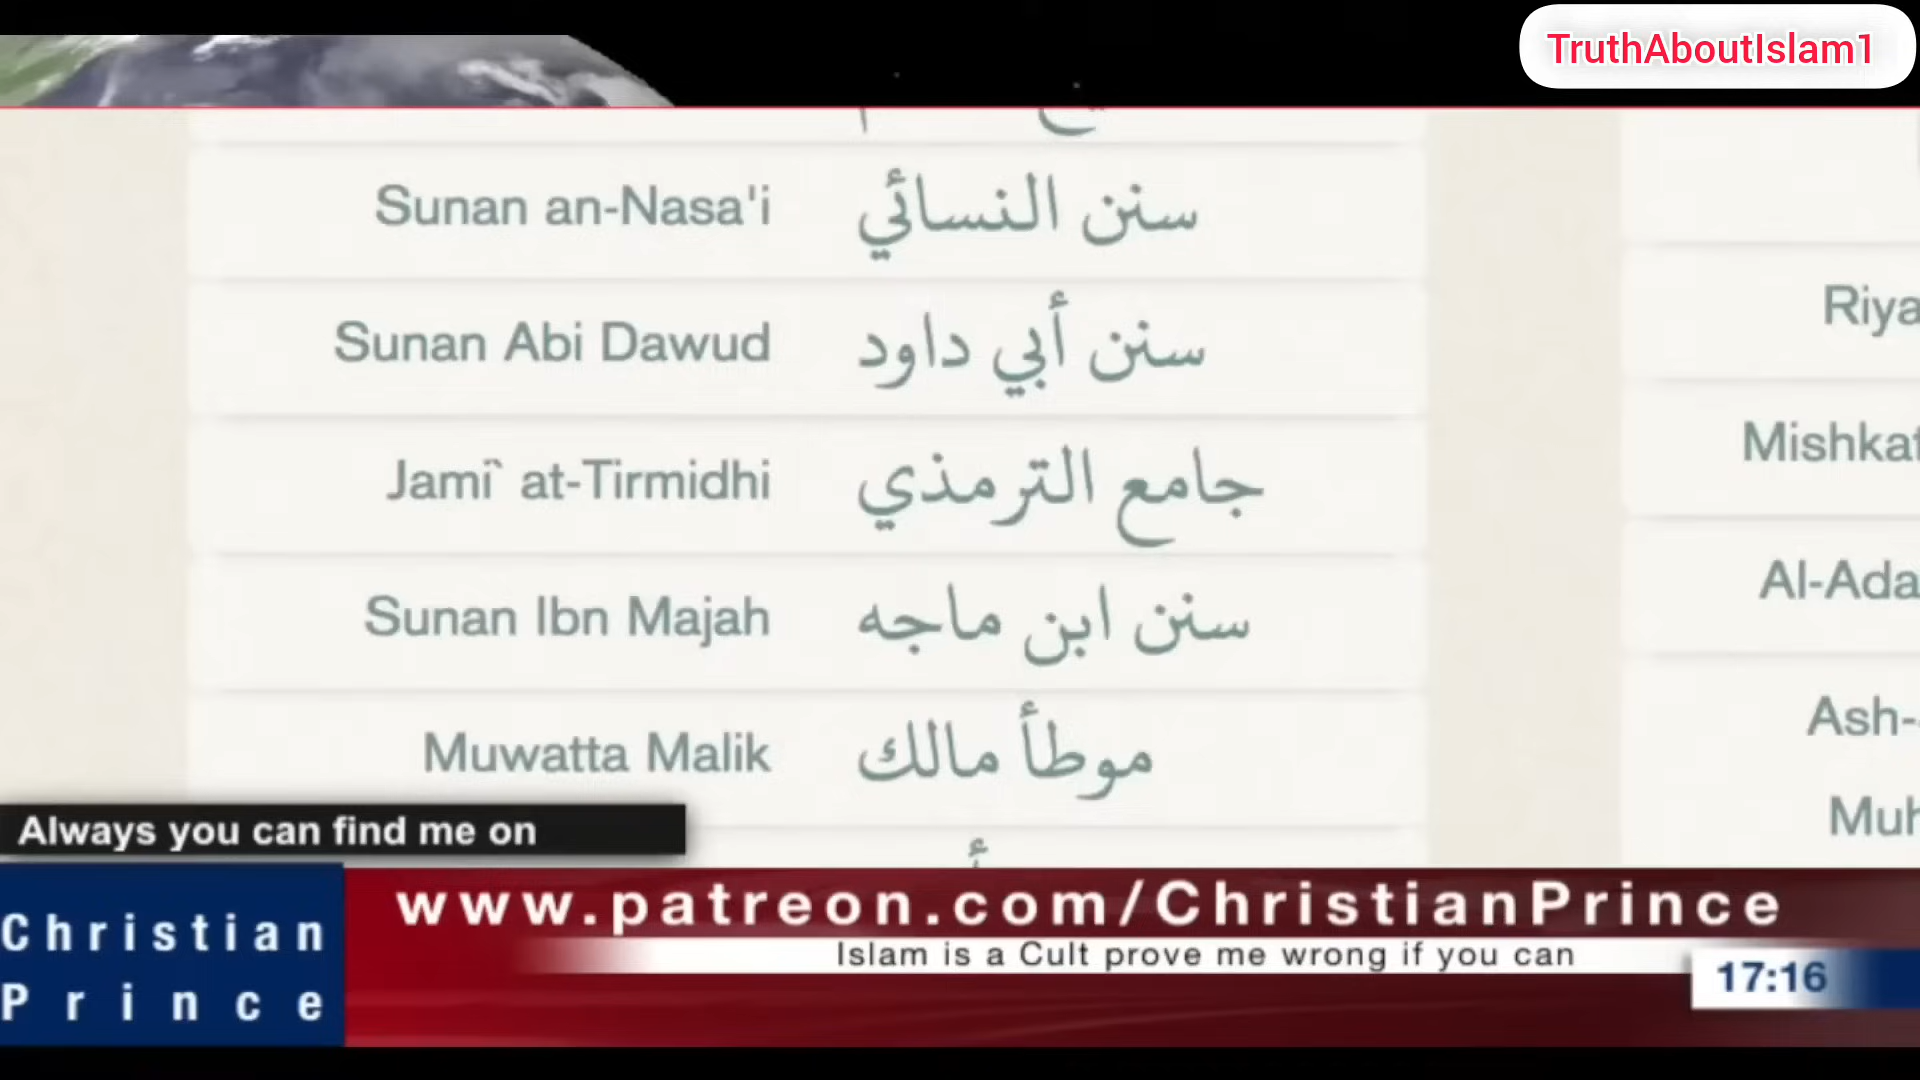 TruthAboutIslam1
Sunan an-Nasa'i سنن النسائي
Sunan Abi Dawud سنن أبي داود
Jami` at-Tirmidhi جامع الترمذي
Sunan Ibn Majah سنن ابن ماجه
Muwatta Malik موطأ مالك
Riya
Mishkat
Al-Ada
Ash-
Muh
Always you can find me on
Christian
Prince
www.patreon.com/ChristianPrince
Islam is a Cult prove me wrong if you can
17:16